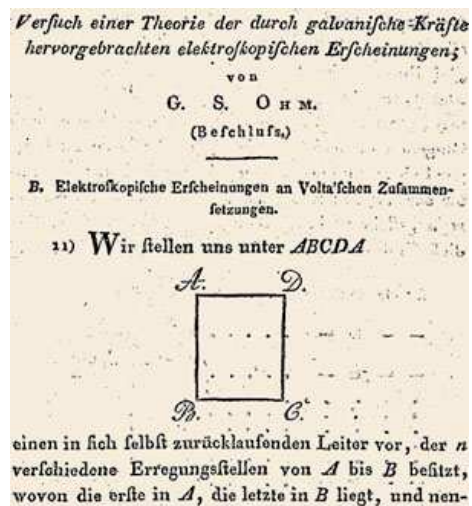 Verſuch einer Theorie der durch galvaniſche Kräfte
hervorgebrachten elektroſkopiſchen Erſcheinungen;
von
G. S. OHM.
(Beſchluſs.)
B. Elektroſkopiſche Erſcheinungen an Volta'ſchen Zuſammen-
ſetzungen.
11) Wir ſtellen uns unter ABCDA
A. D.
B. C.
einen in ſich ſelbſt zurücklaufenden Leiter vor, der n
verſchiedene Erregungsſtellen von A bis B beſitzt,
wovon die erſte in A, die letzte in B liegt, und nen-